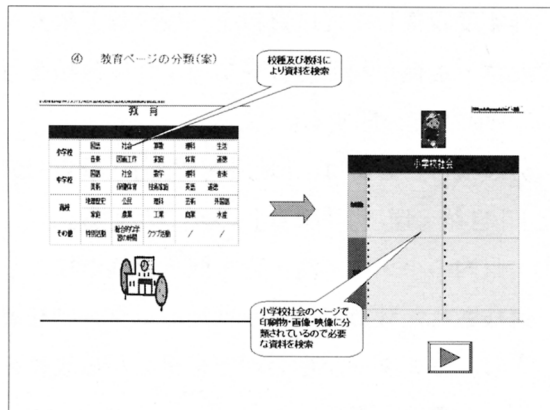 ④ 教育ページの分類(案)
校種及び教科に
より資料を検索
教 育
小学校 国語 社会 算数 理科 生活
音楽 図画工作 家庭 体育 道徳
中学校 国語 社会 数学 理科 音楽
美術 保健体育 技術家庭 英語 道徳
高校 地理歴史 公民 理科 芸術 外国語
家庭 農業 工業 商業 水産
その他 特別活動 総合的な学
習の時間 クラブ活動 / /
小学校社会
小学校社会のページで
印刷物・画像・映像に分
類されているので必要
な資料を検索